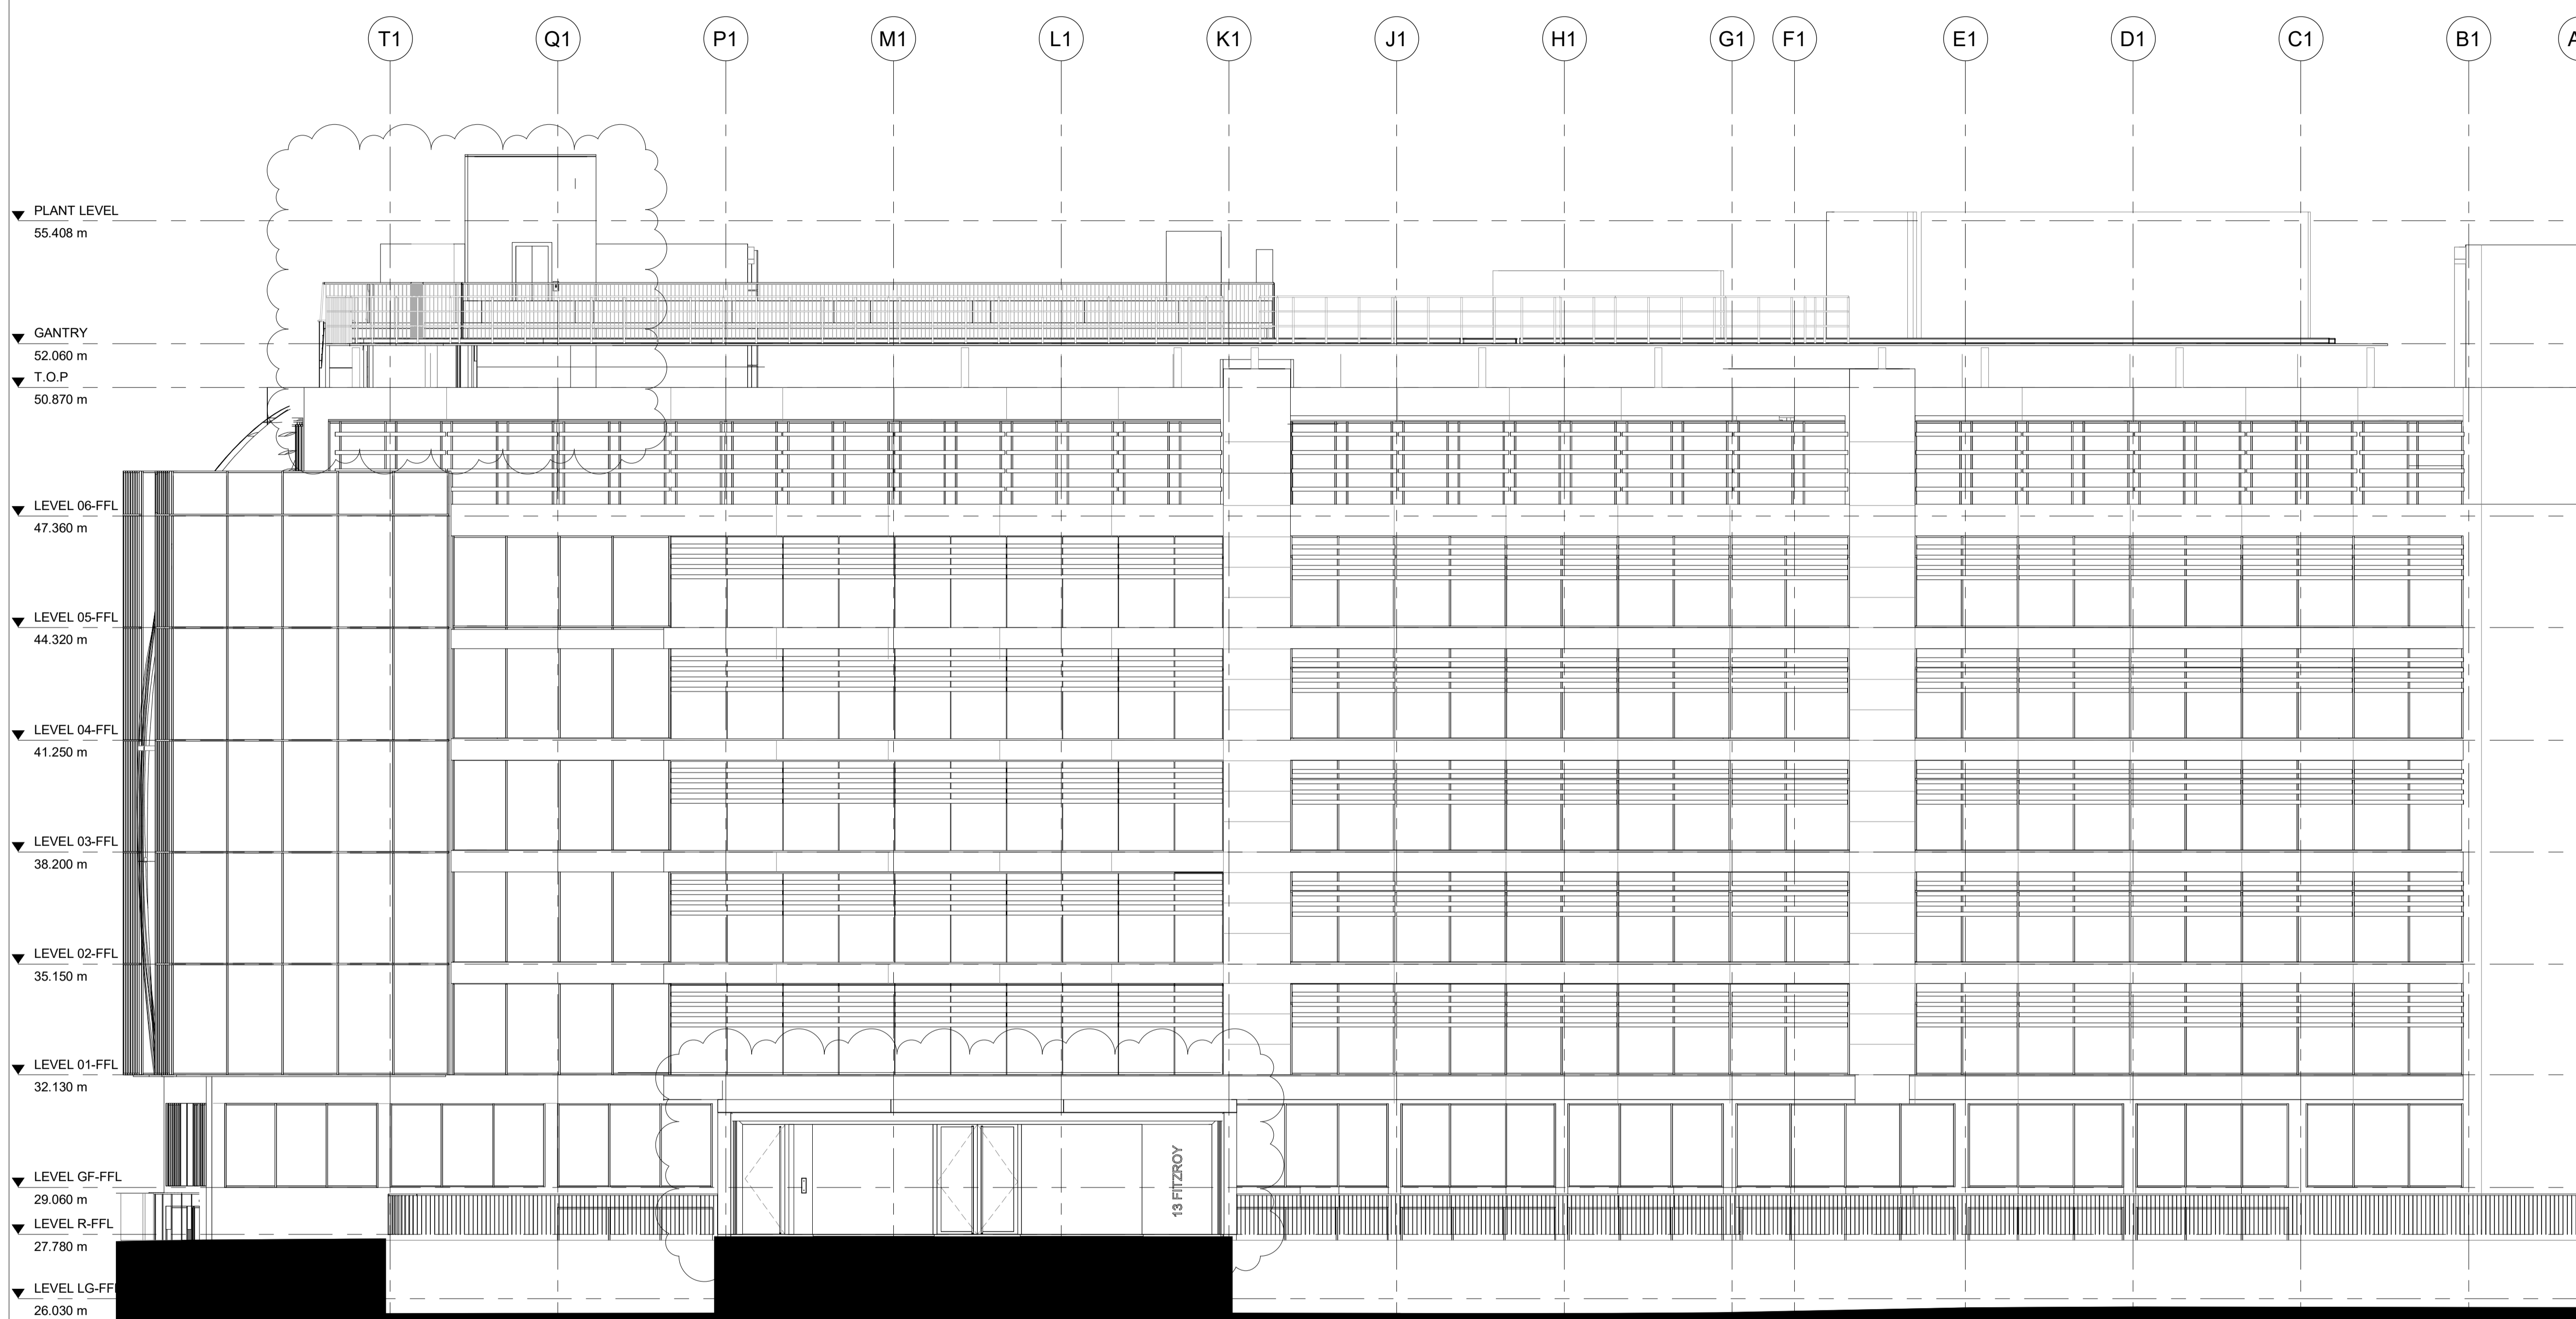 T1 Q1 P1 M1 L1 K1 J1 H1 G1 F1 E1 D1 C1 B1
PLANT LEVEL
55.408 m
GANTRY
52.060 m
T.O.P
50.870 m
LEVEL 06-FFL
47.360 m
LEVEL 05-FFL
44.320 m
LEVEL 04-FFL
41.250 m
LEVEL 03-FFL
38.200 m
LEVEL 02-FFL
35.150 m
LEVEL 01-FFL
32.130 m
13 FITZROY
LEVEL GF-FFL
29.060 m
LEVEL R-FFL
27.780 m
LEVEL LG-FF
26.030 m